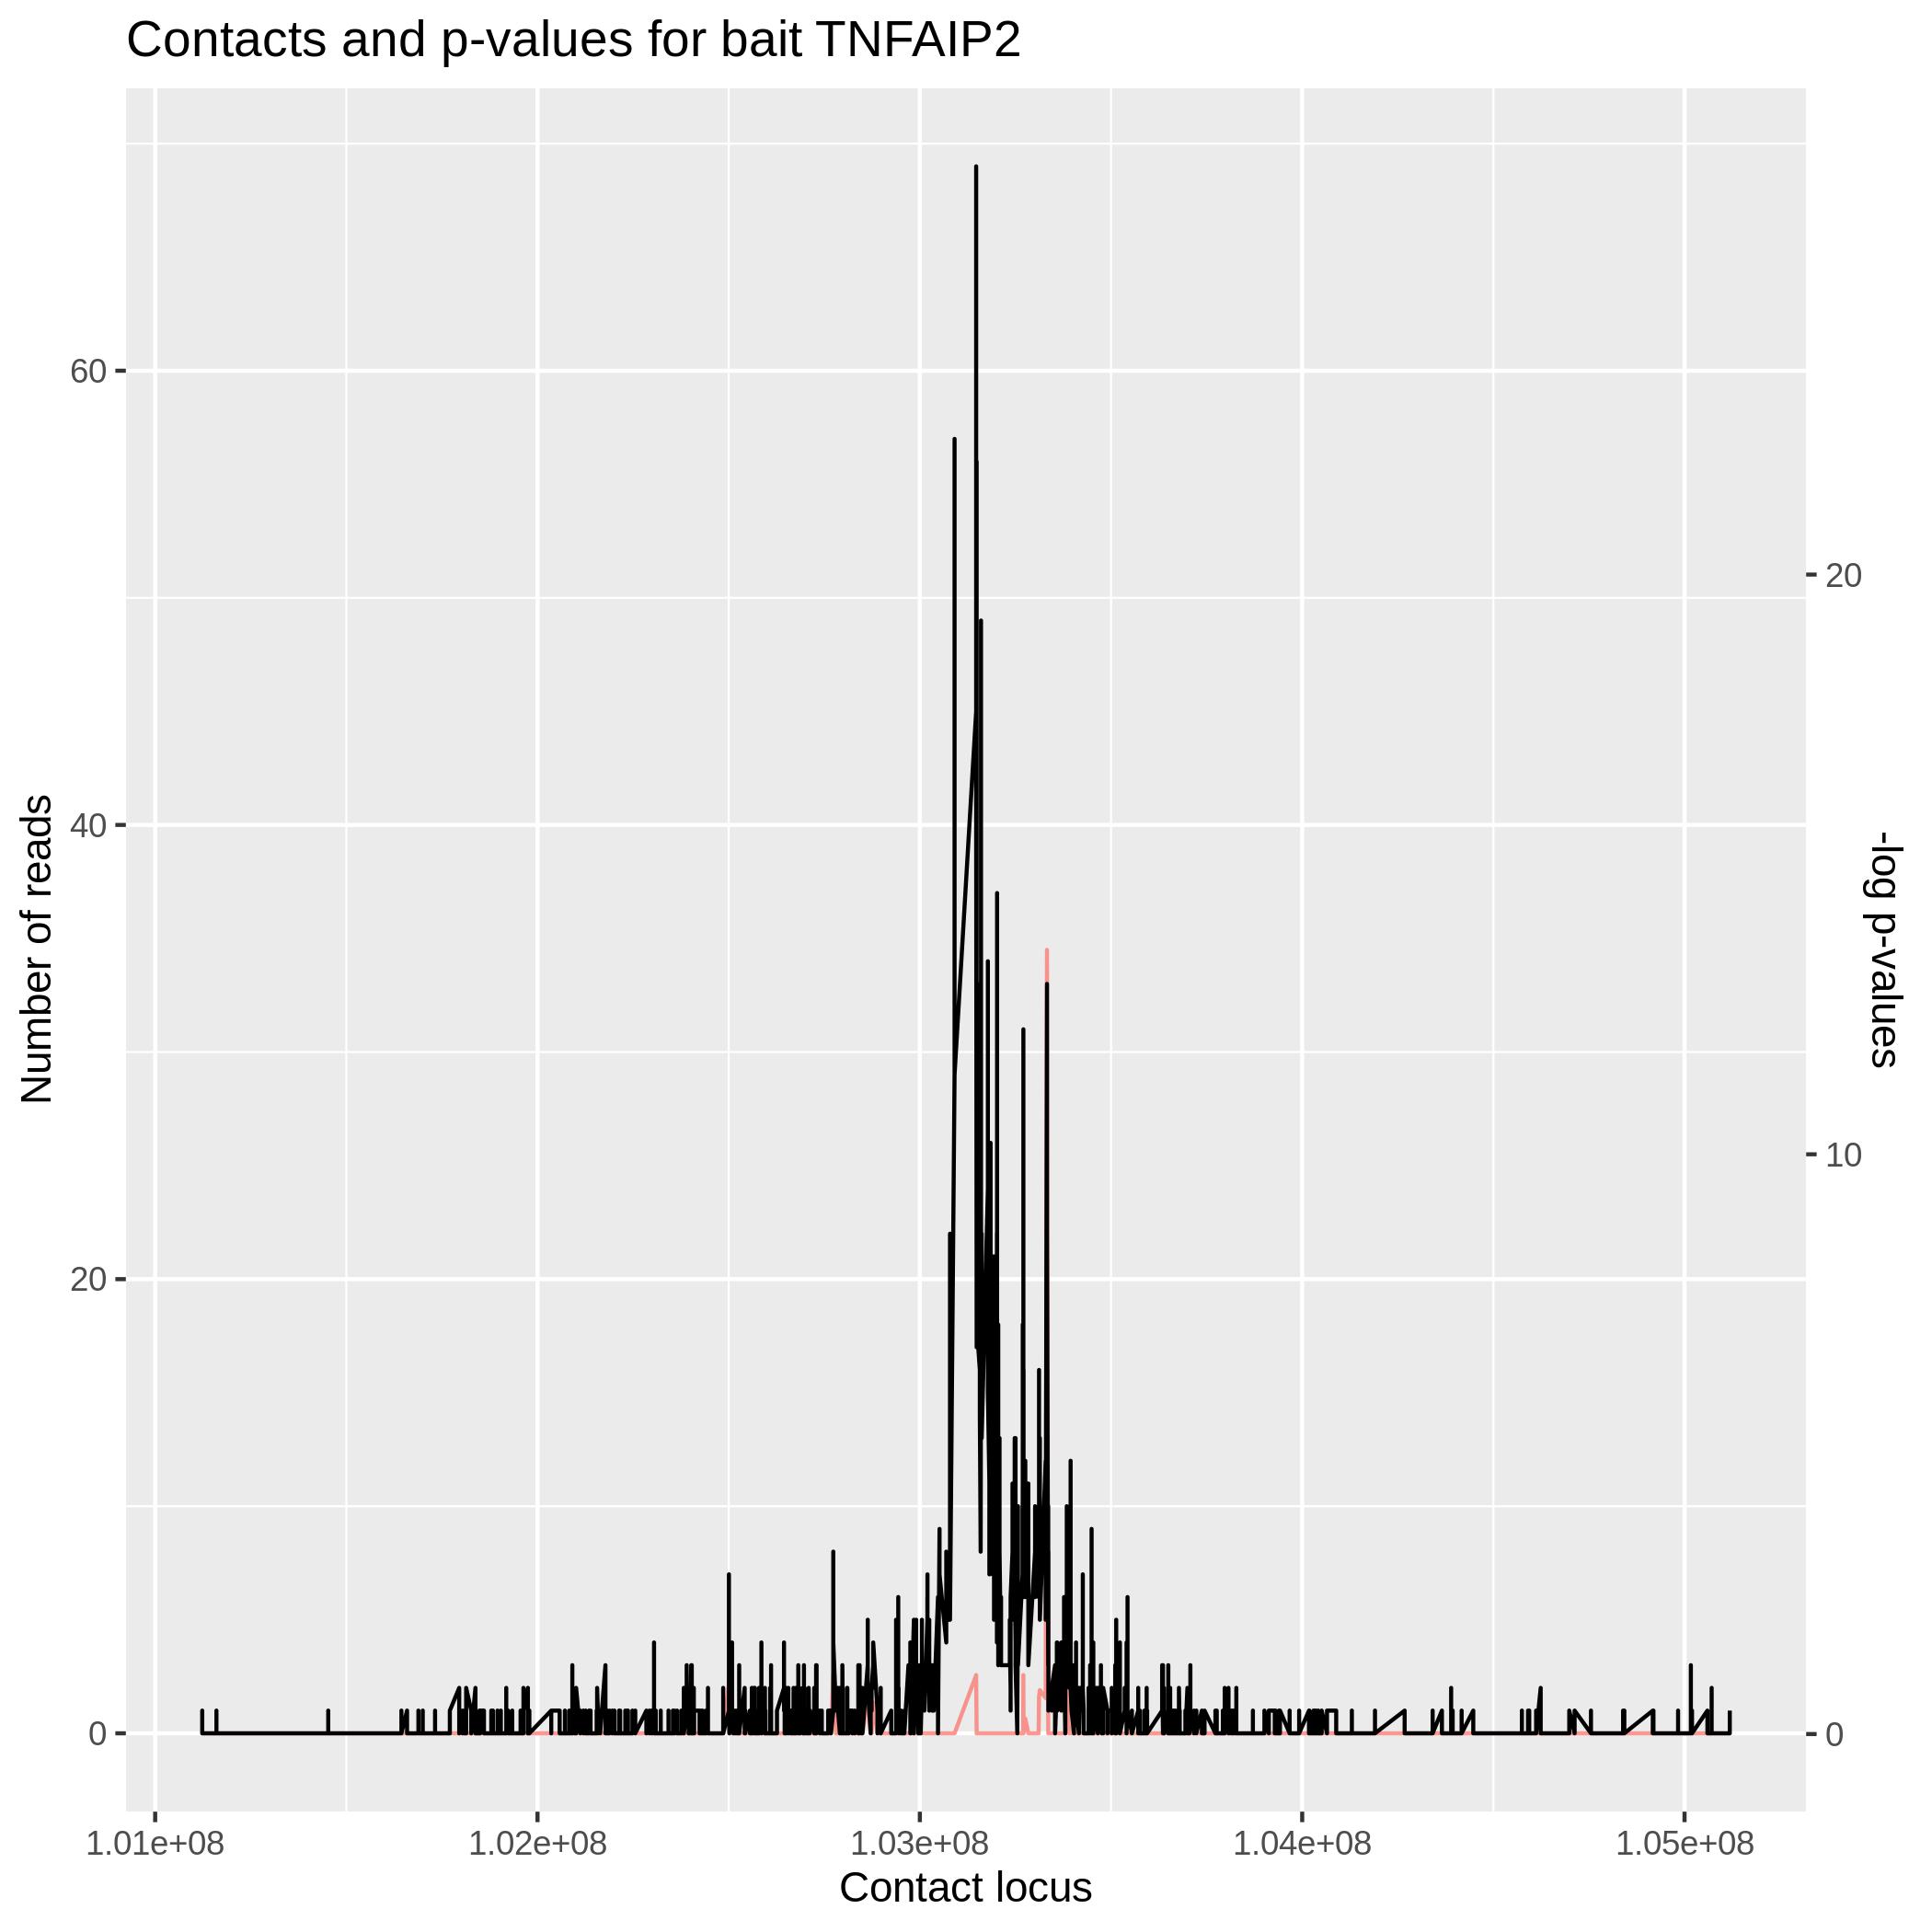 Contacts and p-values for bait TNFAIP2
60
40
20
0
Number of reads
20
10
0
-log p-values
1.01e+08 1.02e+08 1.03e+08 1.04e+08 1.05e+08
Contact locus